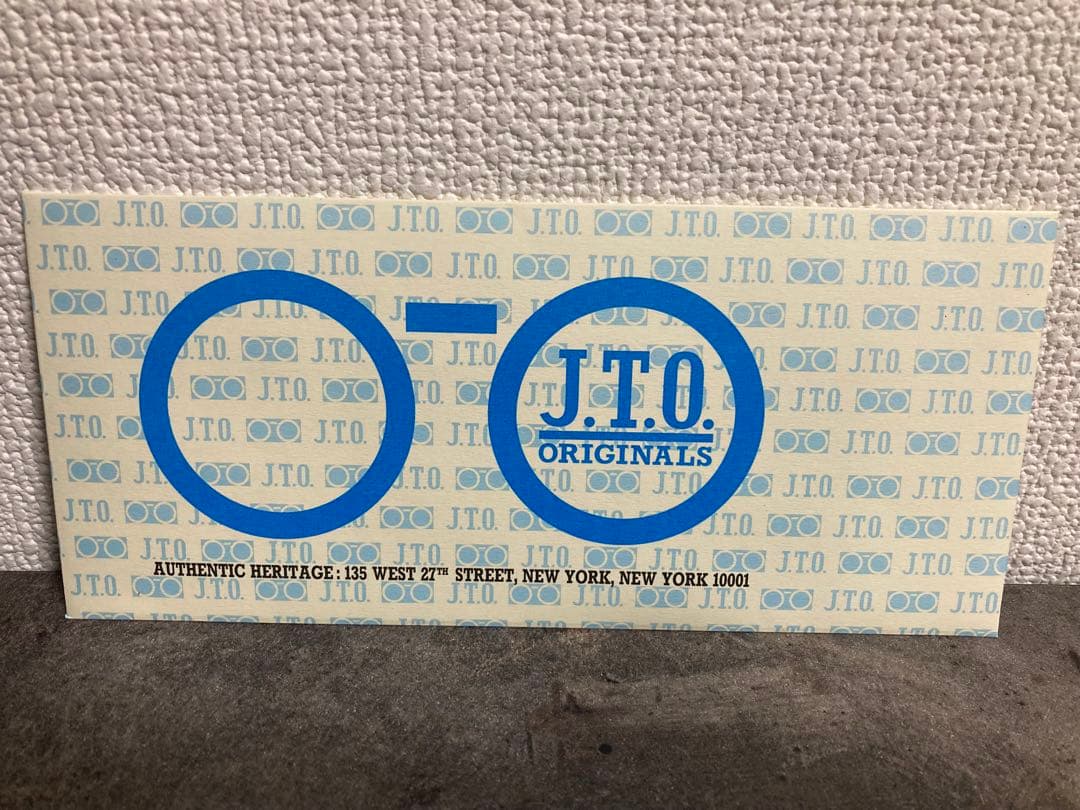 J.T.O.
ORIGINALS
AUTHENTIC HERITAGE: 135 WEST 27TH STREET, NEW YORK, NEW YORK 10001